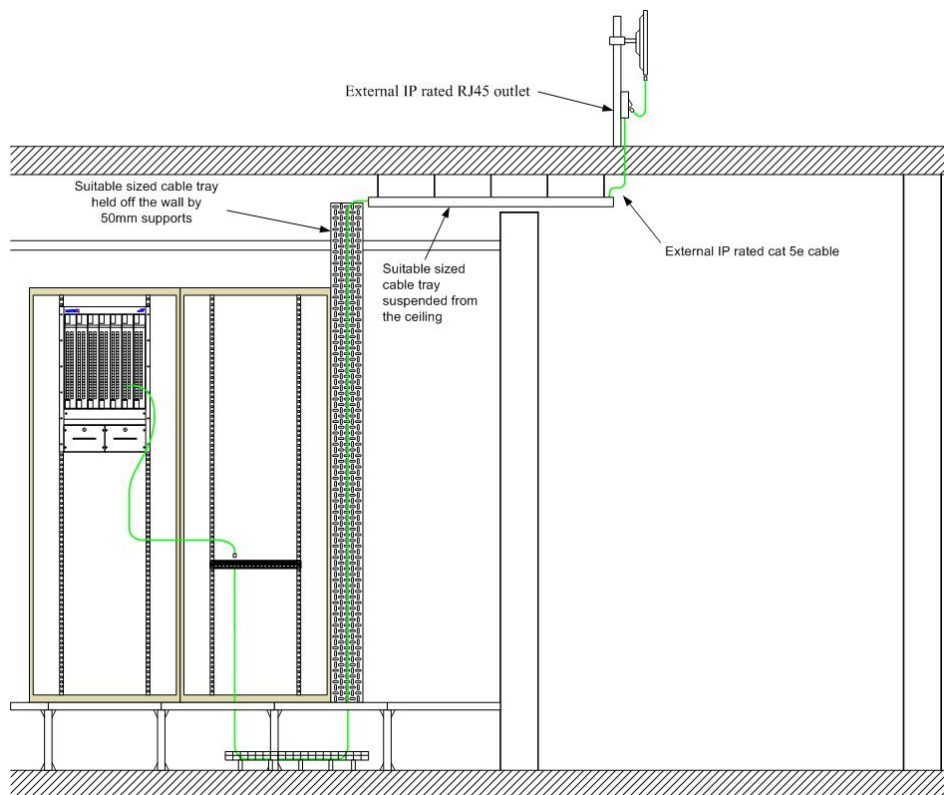 External IP rated RJ45 outlet
Suitable sized cable tray
held off the wall by
50mm supports
External IP rated cat 5e cable
Suitable sized
cable tray
suspended from
the ceiling